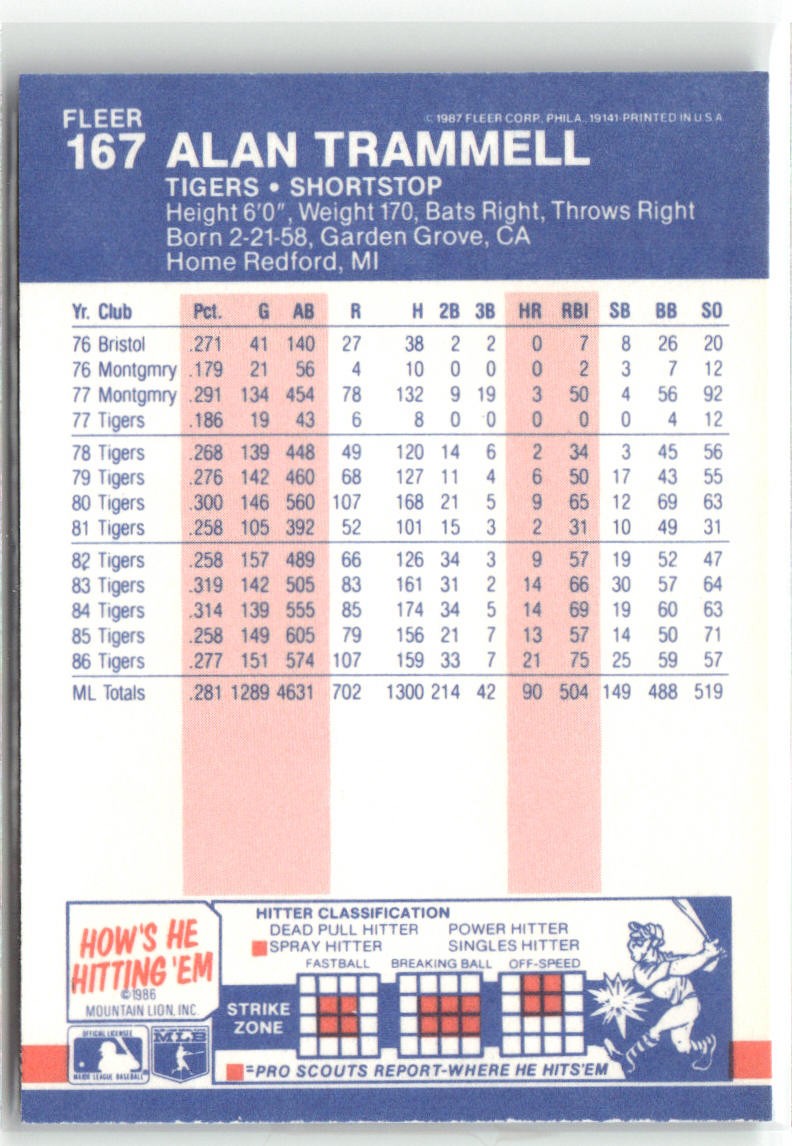 FLEER
© 1987 FLEER CORP., PHILA., 19141-PRINTED IN U.S.A
167 ALAN TRAMMELL
TIGERS • SHORTSTOP
Height 6'0", Weight 170, Bats Right, Throws Right
Born 2-21-58, Garden Grove, CA
Home Redford, MI
Yr. Club Pct. G AB R H 2B 3B HR RBI SB BB SO
76 Bristol .271 41 140 27 38 2 2 0 7 8 26 20
76 Montgmry .179 21 56 4 10 0 0 0 2 3 7 12
77 Montgmry .291 134 454 78 132 9 19 3 50 4 56 92
77 Tigers .186 19 43 6 8 0 0 0 0 0 4 12
78 Tigers .268 139 448 49 120 14 6 2 34 3 45 56
79 Tigers .276 142 460 68 127 11 4 6 50 17 43 55
80 Tigers .300 146 560 107 168 21 5 9 65 12 69 63
81 Tigers .258 105 392 52 101 15 3 2 31 10 49 31
82 Tigers .258 157 489 66 126 34 3 9 57 19 52 47
83 Tigers .319 142 505 83 161 31 2 14 66 30 57 64
84 Tigers .314 139 555 85 174 34 5 14 69 19 60 63
85 Tigers .258 149 605 79 156 21 7 13 57 14 50 71
86 Tigers .277 151 574 107 159 33 7 21 75 25 59 57
ML Totals .281 1289 4631 702 1300 214 42 90 504 149 488 519
HOW'S HE
HITTING 'EM
©1986
MOUNTAIN LION, INC.
OFFICIAL LICENSEE
MAJOR LEAGUE BASEBALL
MLB
HITTER CLASSIFICATION
DEAD PULL HITTER POWER HITTER
SPRAY HITTER SINGLES HITTER
FASTBALL BREAKING BALL OFF-SPEED
STRIKE
ZONE
=PRO SCOUTS REPORT-WHERE HE HITS'EM